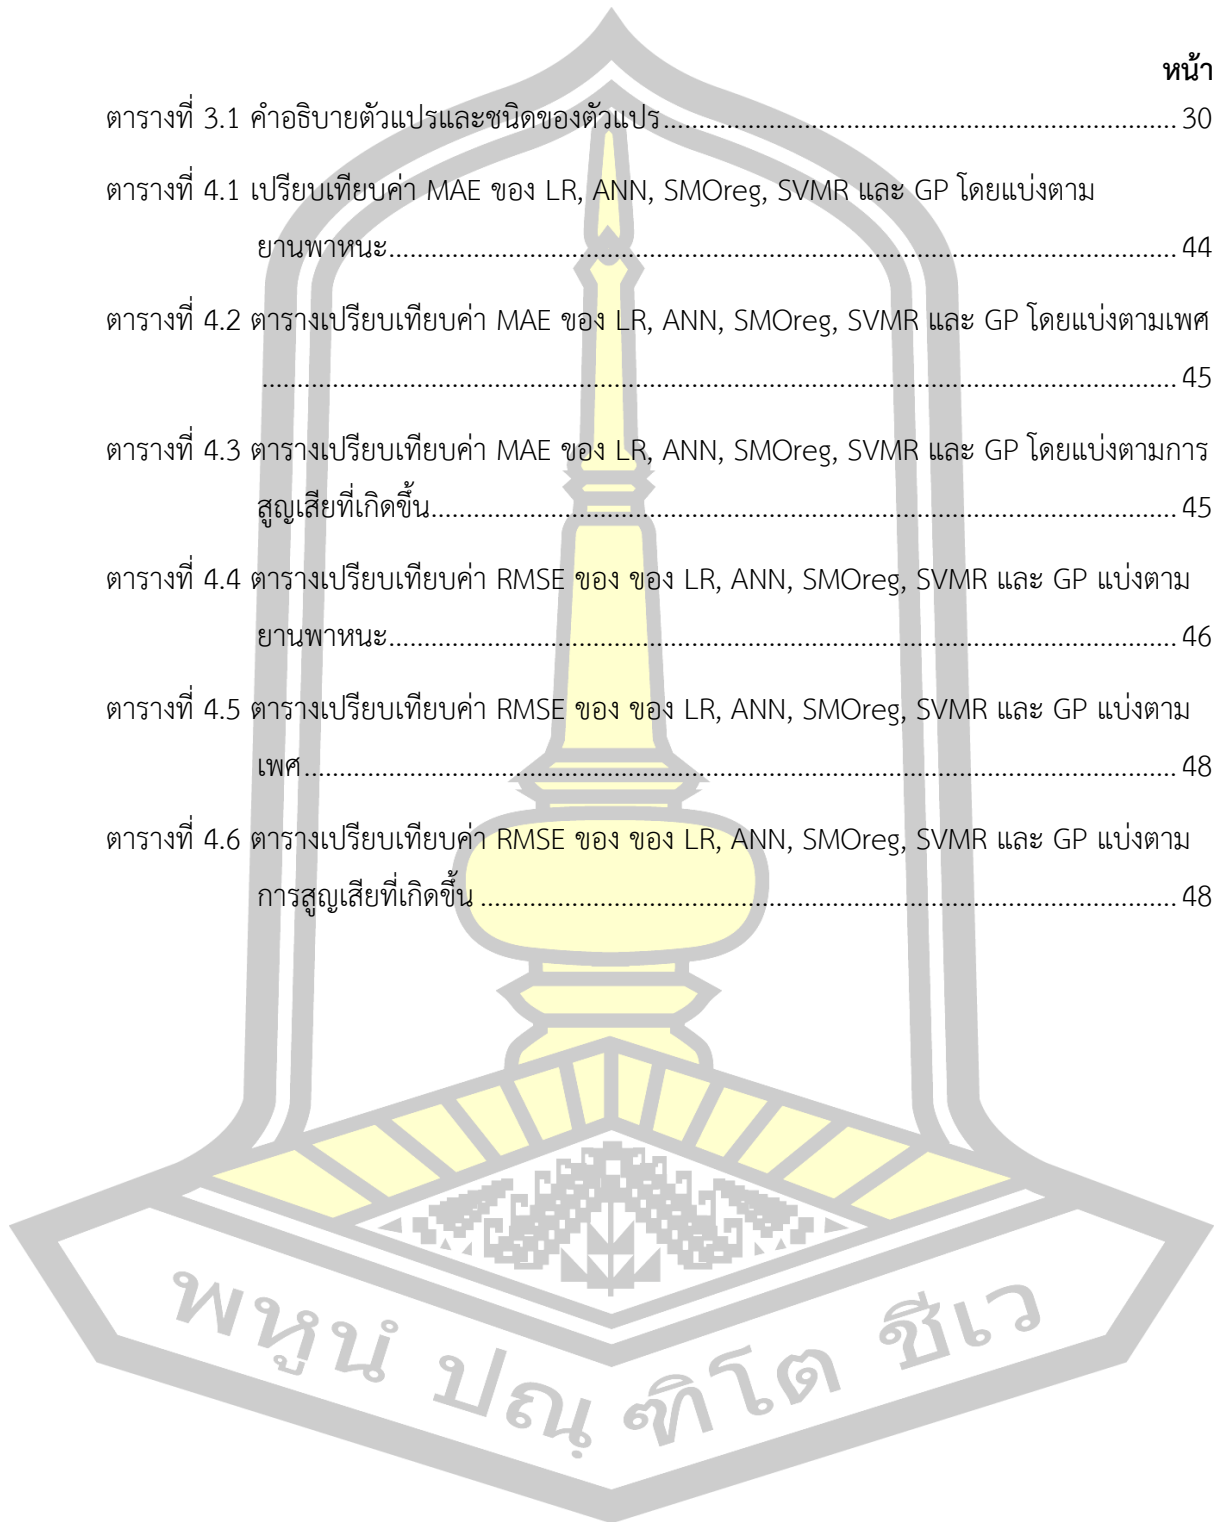 หน้า
ตารางที่ 3.1 คำอธิบายตัวแปรและชนิดของตัวแปร.......................................................................... 30
ตารางที่ 4.1 เปรียบเทียบค่า MAE ของ LR, ANN, SMOreg, SVMR และ GP โดยแบ่งตาม
ยานพาหนะ................................................................................................................. 44
ตารางที่ 4.2 ตารางเปรียบเทียบค่า MAE ของ LR, ANN, SMOreg, SVMR และ GP โดยแบ่งตามเพศ
................................................................................................................................... 45
ตารางที่ 4.3 ตารางเปรียบเทียบค่า MAE ของ LR, ANN, SMOreg, SVMR และ GP โดยแบ่งตามการ
สูญเสียที่เกิดขึ้น........................................................................................................... 45
ตารางที่ 4.4 ตารางเปรียบเทียบค่า RMSE ของ ของ LR, ANN, SMOreg, SVMR และ GP แบ่งตาม
ยานพาหนะ................................................................................................................. 46
ตารางที่ 4.5 ตารางเปรียบเทียบค่า RMSE ของ ของ LR, ANN, SMOreg, SVMR และ GP แบ่งตาม
เพศ............................................................................................................................. 48
ตารางที่ 4.6 ตารางเปรียบเทียบค่า RMSE ของ ของ LR, ANN, SMOreg, SVMR และ GP แบ่งตาม
การสูญเสียที่เกิดขึ้น .................................................................................................... 48
พหูนํ ปณฺ ฑิโต ชีเว